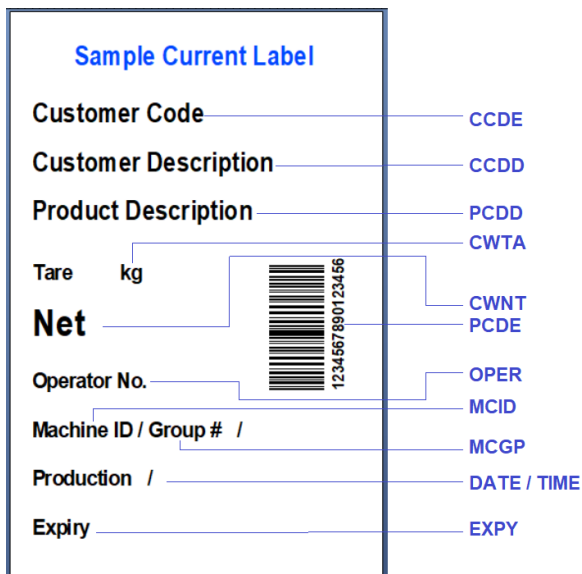 Sample Current Label
Customer Code CCDE
Customer Description CCDD
Product Description PCDD
CWTA
Tare kg
CWNT
Net
PCDE
1234567890123456
Operator No. OPER
MCID
Machine ID / Group # /
MCGP
Production / DATE / TIME
Expiry EXPY